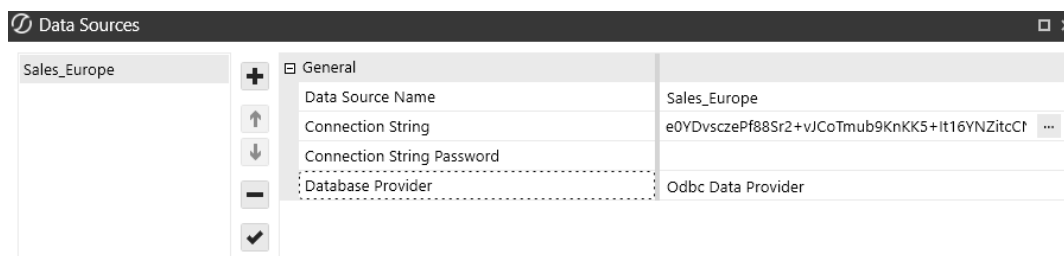 Data Sources
Sales_Europe
General
Data Source Name Sales_Europe
Connection String e0YDvsczePf88Sr2+vJCoTmub9KnKK5+It16YNZitcCN ...
Connection String Password
Database Provider Odbc Data Provider